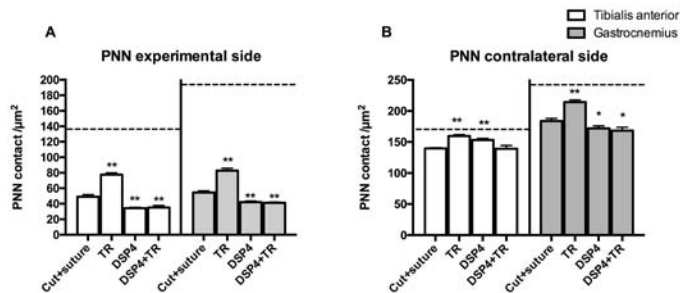 Tibialis anterior
Gastrocnemius
A
PNN experimental side
PNN contact /µm²
200
180
160
140
120
100
80
60
40
20
0
** ** ** ** ** **
Cut+suture TR DSP4 DSP4+TR Cut+suture TR DSP4 DSP4+TR
B
PNN contralateral side
PNN contact /µm²
250
200
150
100
50
0
** ** ** * *
Cut+suture TR DSP4 DSP4+TR Cut+suture TR DSP4 DSP4+TR